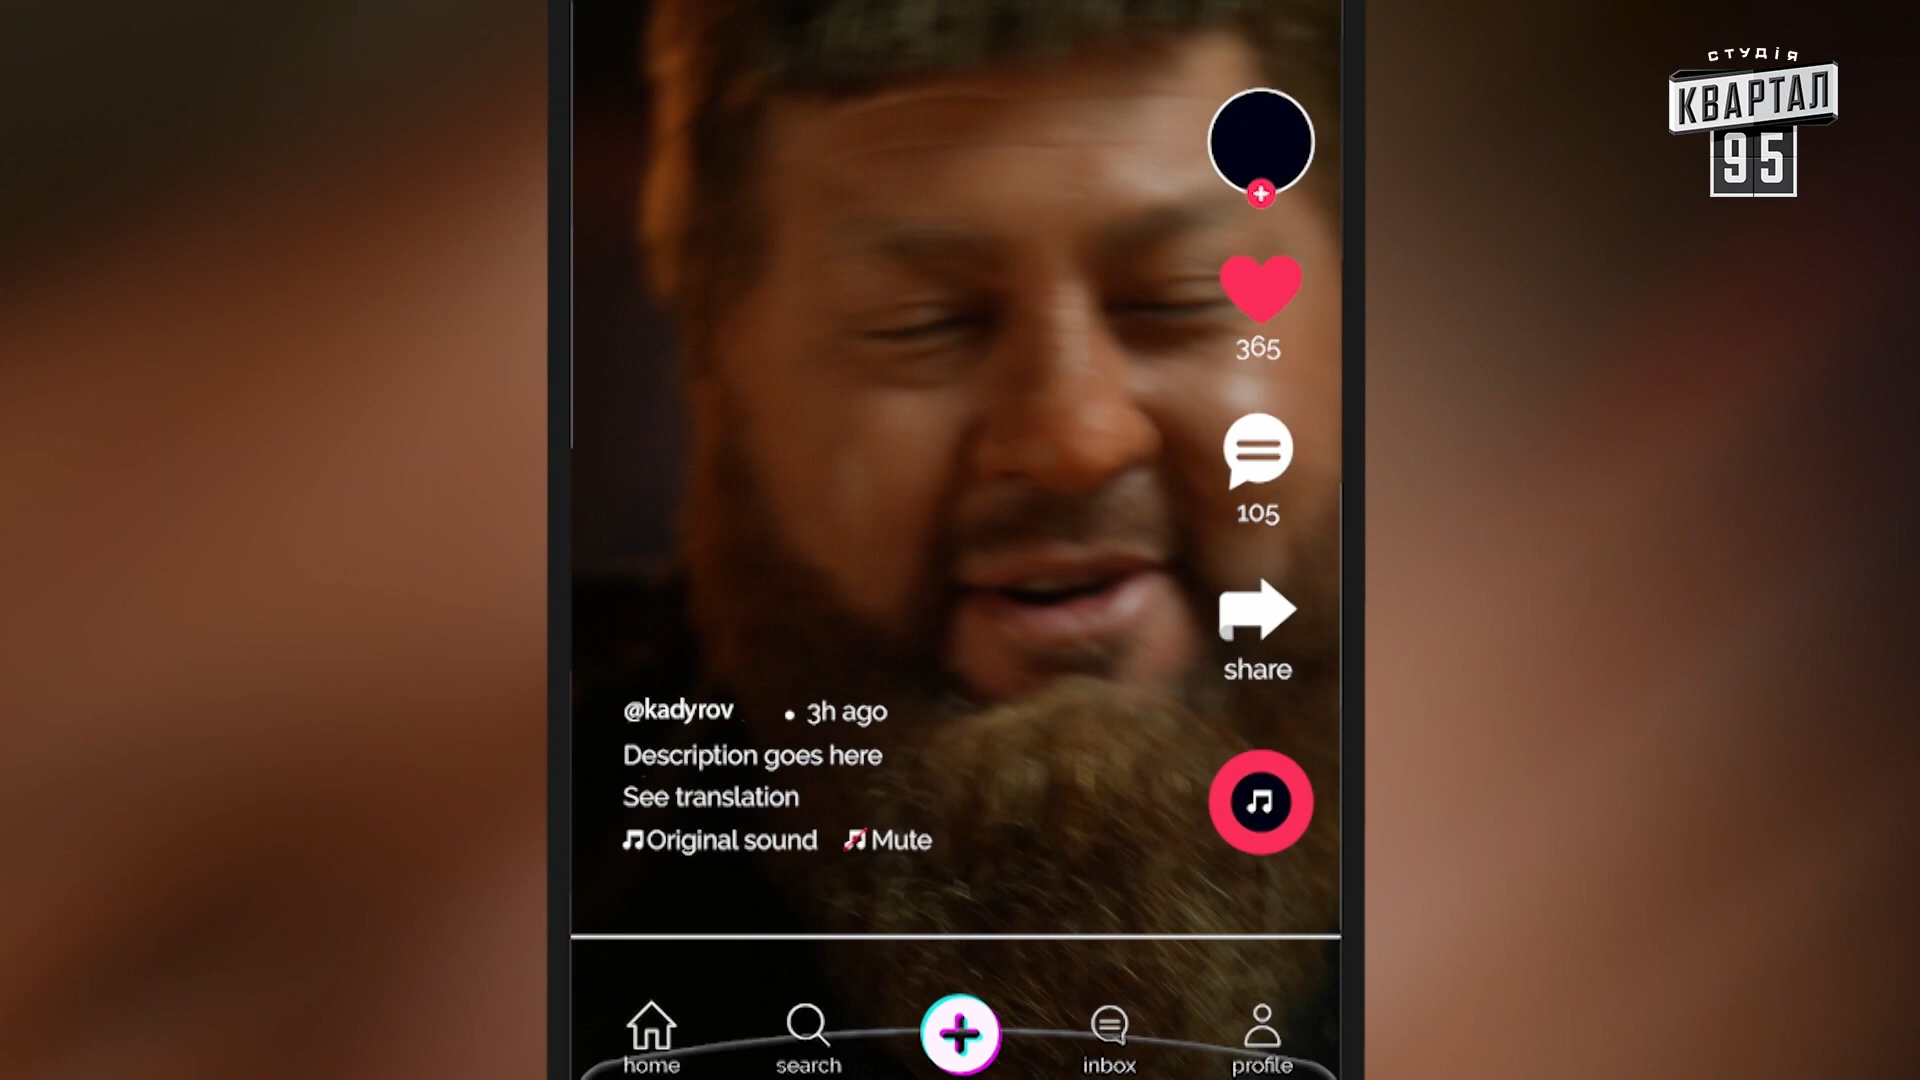 СТУДІЯ
КВАРТАЛ
95
365
105
share
@kadyrov • 3h ago
Description goes here
See translation
Original sound Mute
home search inbox profile